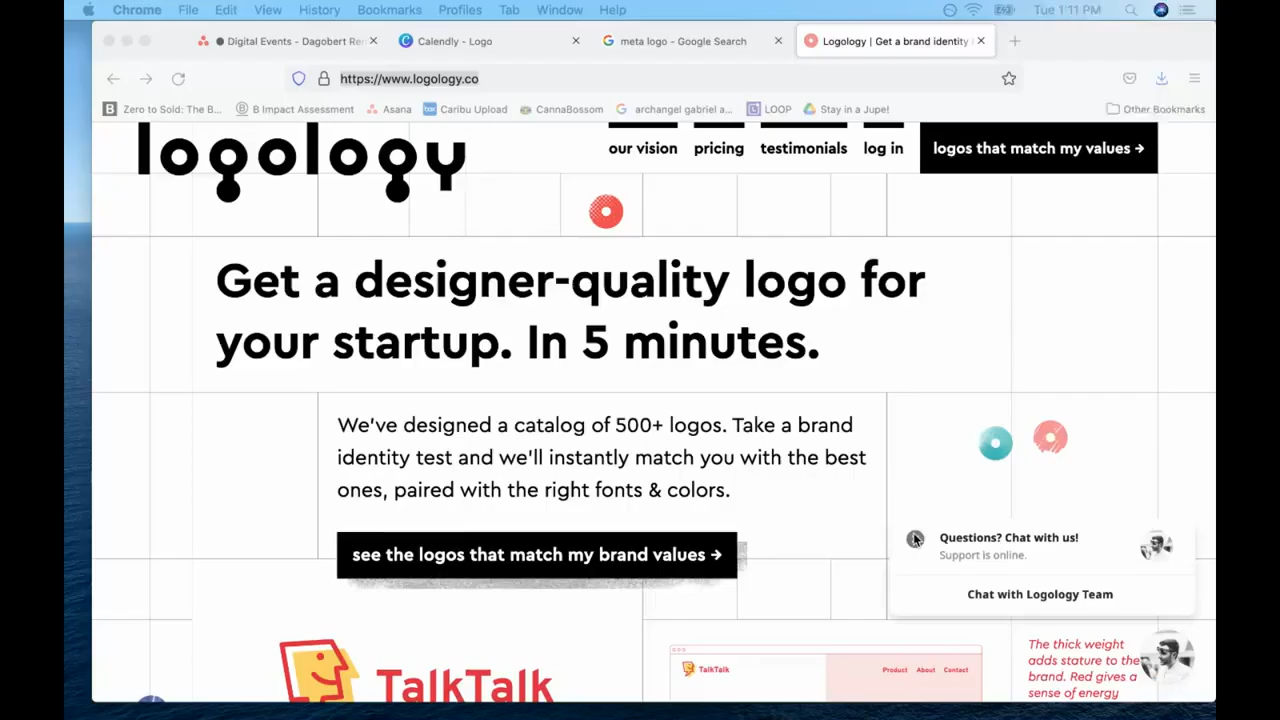 Chrome File Edit View History Bookmarks Profiles Tab Window Help Tue 1:11 PM
Digital Events - Dagobert Re Calendly - Logo meta logo - Google Search Logology | Get a brand identity
https://www.logology.co
Zero to Sold: The B... B Impact Assessment Asana Caribu Upload CannaBossom archangel gabriel a... LOOP Stay in a Jupe! Other Bookmarks
logology
our vision pricing testimonials log in logos that match my values →
Get a designer-quality logo for
your startup. In 5 minutes.
We've designed a catalog of 500+ logos. Take a brand
identity test and we'll instantly match you with the best
ones, paired with the right fonts & colors.
see the logos that match my brand values →
Questions? Chat with us!
Support is online.
Chat with Logology Team
TalkTalk
TalkTalk Product About Contact
The thick weight
adds stature to the
brand. Red gives a
sense of energy